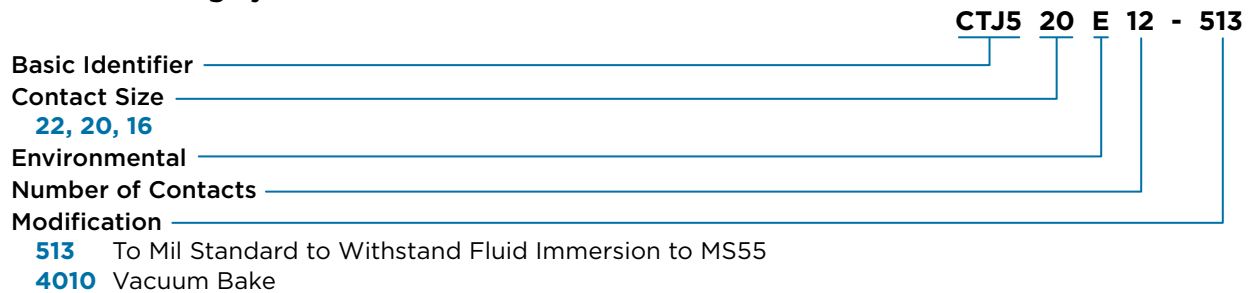 CTJ5 20 E 12 - 513
Basic Identifier
Contact Size
22, 20, 16
Environmental
Number of Contacts
Modification
513 To Mil Standard to Withstand Fluid Immersion to MS55
4010 Vacuum Bake